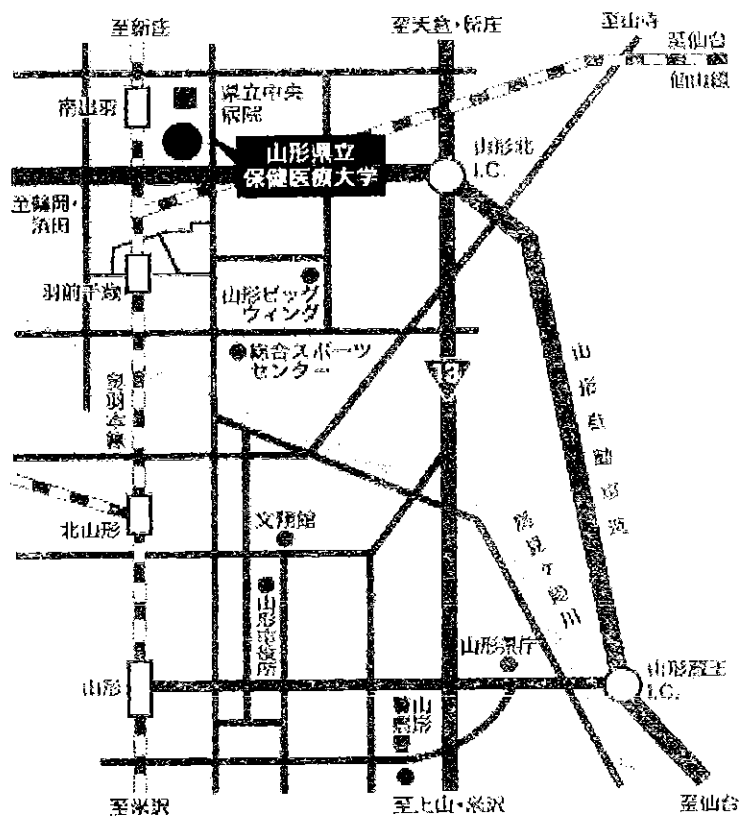 至新庄
至天童・新庄
至山寺
至仙台
仙山線
南出羽
県立中央
病院
山形県立
保健医療大学
山形北
I.C.
至鶴岡・
酒田
羽前千歳
山形ビッグ
ウィング
総合スポーツ
センター
13
奥羽本線
山形自動車道
北山形
文翔館
馬見ヶ崎川
山形市役所
山形県庁
山形
山形蔵王
I.C.
至米沢
至上山・米沢
至仙台